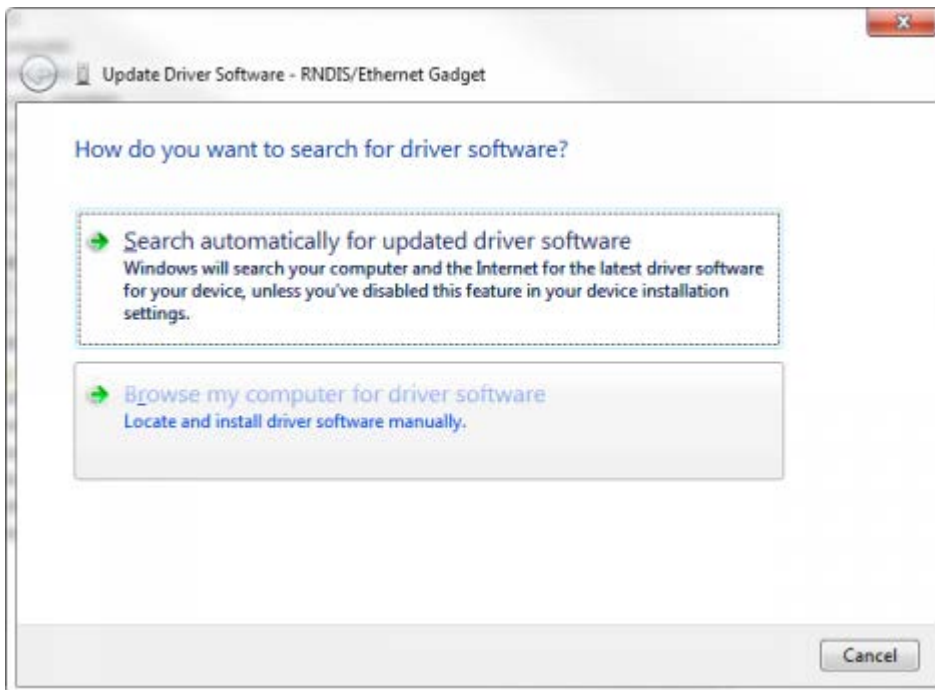 Update Driver Software - RNDIS/Ethernet Gadget
How do you want to search for driver software?
Search automatically for updated driver software
Windows will search your computer and the Internet for the latest driver software
for your device, unless you've disabled this feature in your device installation
settings.
Browse my computer for driver software
Locate and install driver software manually.
Cancel